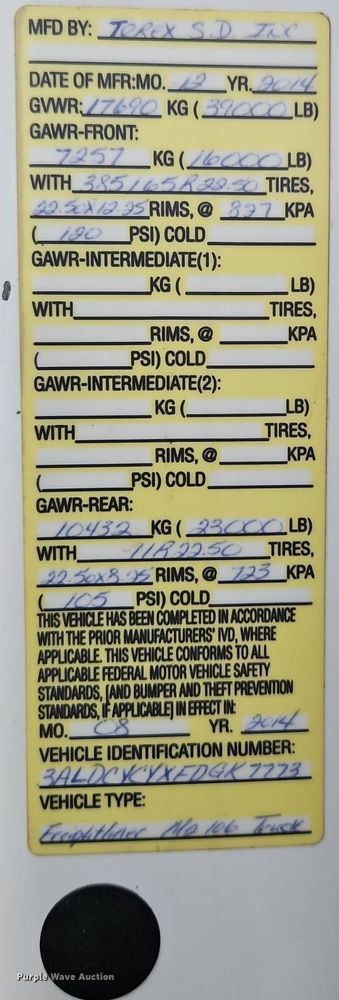 MFD BY: TOREX S.D INC
DATE OF MFR:MO. 12 YR. 2014
GVWR: 17690 KG ( 39000 LB)
GAWR-FRONT:
7257 KG ( 16000 LB)
WITH 385/65R22.50 TIRES,
22.50X12.25 RIMS, @ 827 KPA
( 120 PSI) COLD
GAWR-INTERMEDIATE(1):
KG ( LB)
WITH TIRES,
RIMS, @ KPA
( PSI) COLD
GAWR-INTERMEDIATE(2):
KG ( LB)
WITH TIRES,
RIMS, @ KPA
( PSI) COLD
GAWR-REAR:
10432 KG ( 23000 LB)
WITH 11R22.50 TIRES,
22.50x8.25 RIMS, @ 723 KPA
( 105 PSI) COLD
THIS VEHICLE HAS BEEN COMPLETED IN ACCORDANCE
WITH THE PRIOR MANUFACTURERS' IVD, WHERE
APPLICABLE. THIS VEHICLE CONFORMS TO ALL
APPLICABLE FEDERAL MOTOR VEHICLE SAFETY
STANDARDS, [AND BUMPER AND THEFT PREVENTION
STANDARDS, IF APPLICABLE] IN EFFECT IN:
MO. 08 YR. 2014
VEHICLE IDENTIFICATION NUMBER:
3ALDCYCYXFDGK7773
VEHICLE TYPE:
Freightliner M2 106 Truck
Purple Wave Auction